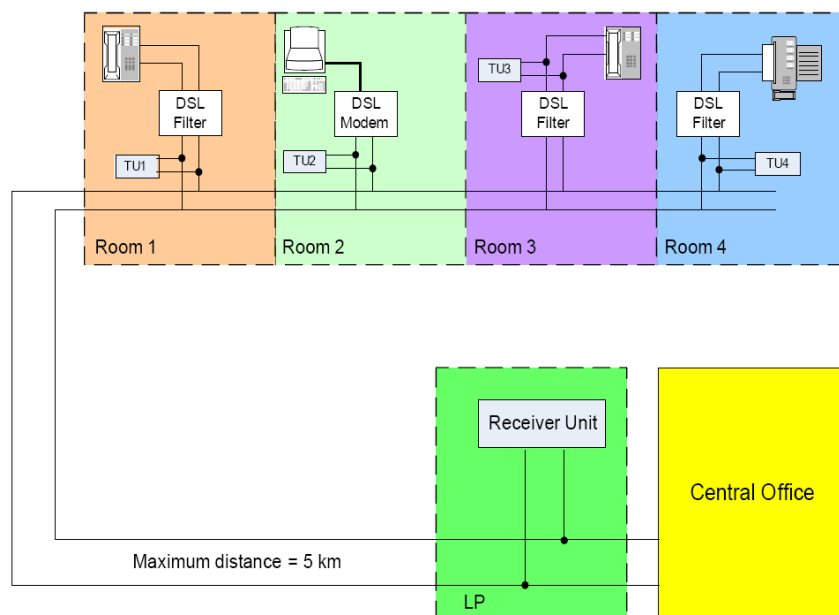 TU3
DSL
Filter
DSL
Modem
DSL
Filter
DSL
Filter
TU1
TU2
TU4
Room 1
Room 2
Room 3
Room 4
Receiver Unit
Central Office
Maximum distance = 5 km
LP